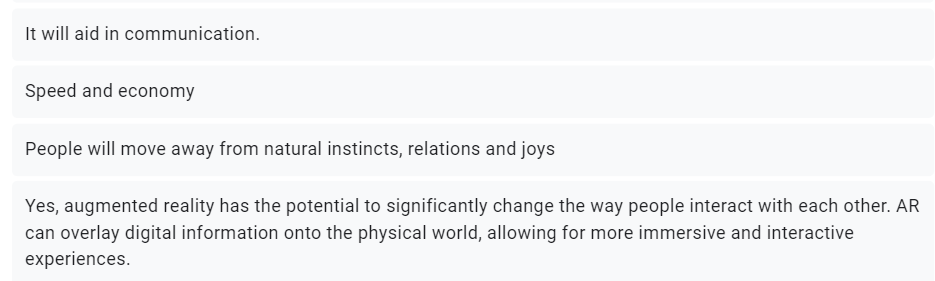 It will aid in communication.
Speed and economy
People will move away from natural instincts, relations and joys
Yes, augmented reality has the potential to significantly change the way people interact with each other. AR
can overlay digital information onto the physical world, allowing for more immersive and interactive
experiences.